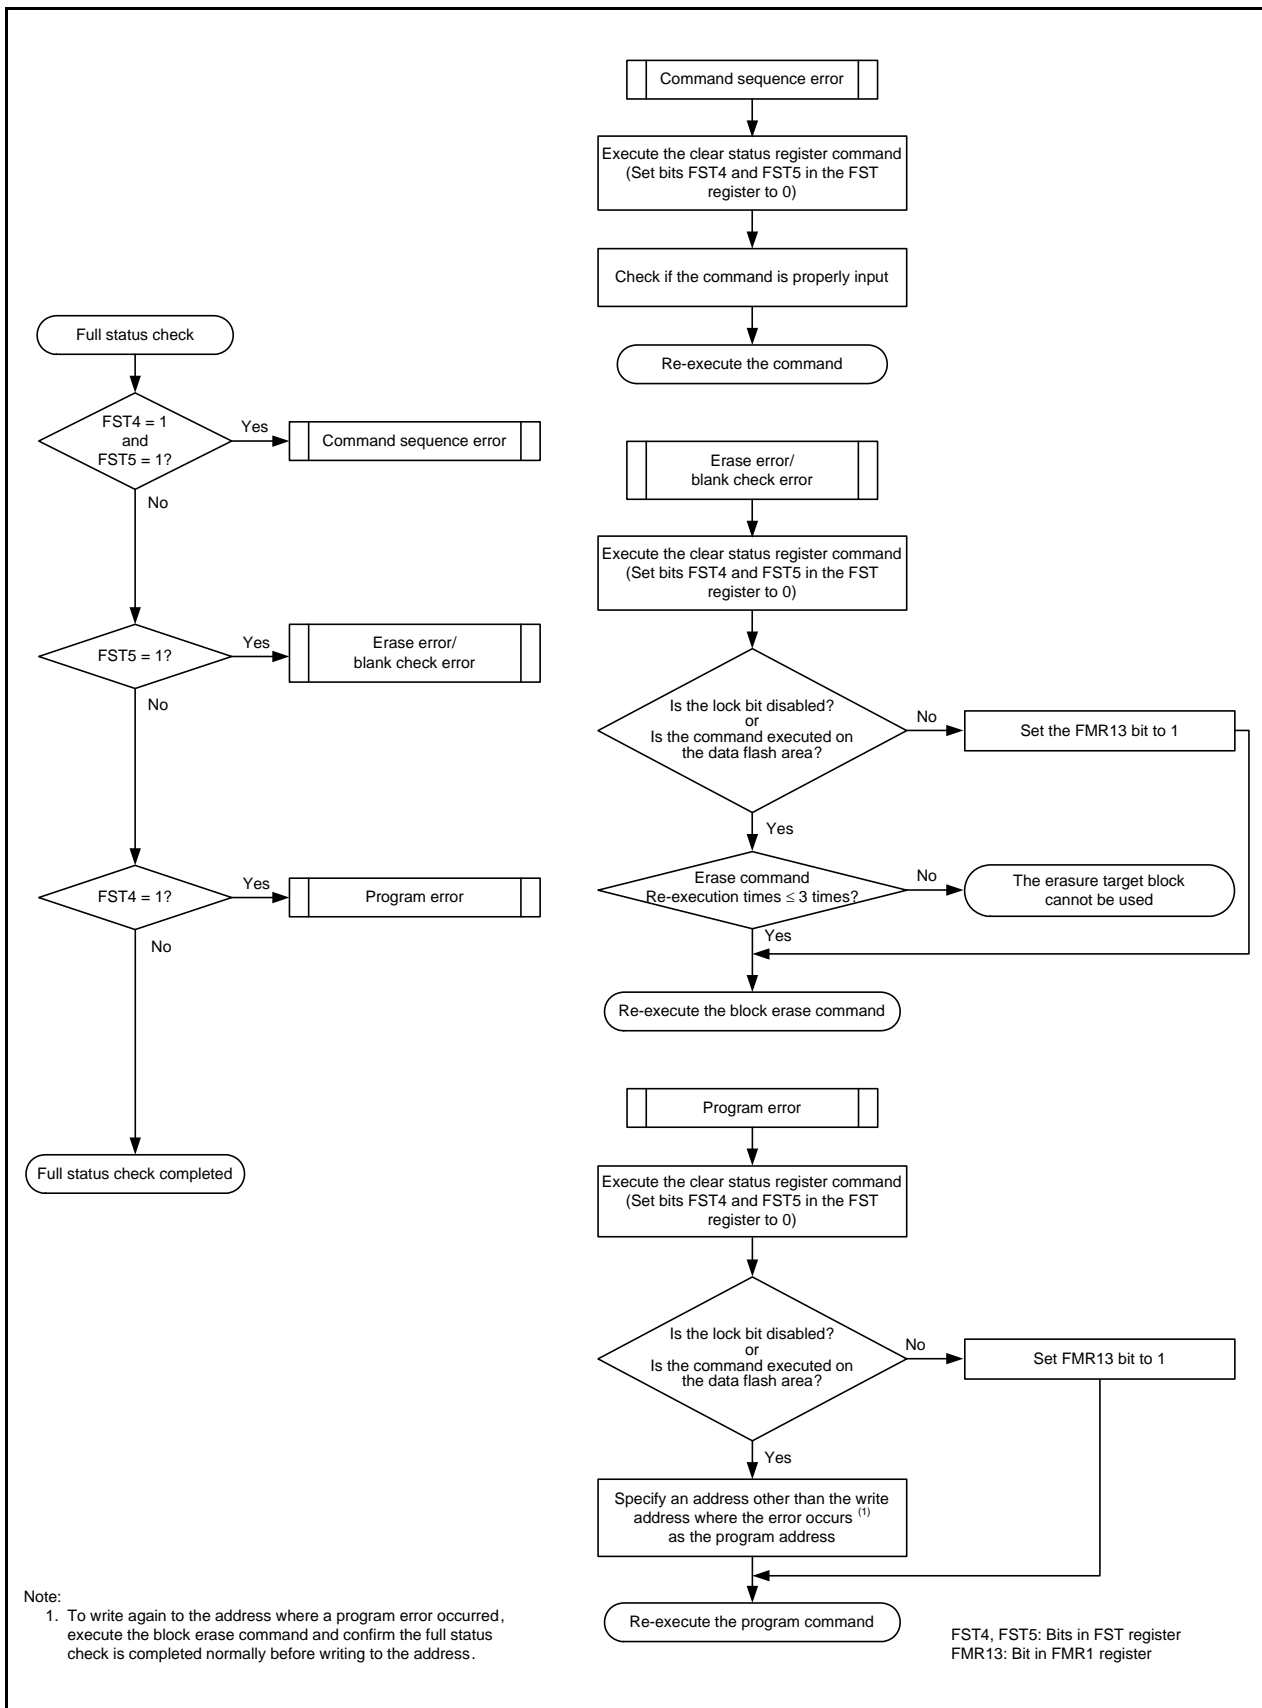 Full status check
FST4 = 1
and
FST5 = 1?
Yes
Command sequence error
No
FST5 = 1?
Yes
Erase error/
blank check error
No
FST4 = 1?
Yes
Program error
No
Full status check completed
Command sequence error
Execute the clear status register command
(Set bits FST4 and FST5 in the FST
register to 0)
Check if the command is properly input
Re-execute the command
Erase error/
blank check error
Execute the clear status register command
(Set bits FST4 and FST5 in the FST
register to 0)
Is the lock bit disabled?
or
Is the command executed on
the data flash area?
No
Set the FMR13 bit to 1
Yes
Erase command
Re-execution times ≤ 3 times?
No
The erasure target block
cannot be used
Yes
Re-execute the block erase command
Program error
Execute the clear status register command
(Set bits FST4 and FST5 in the FST
register to 0)
Is the lock bit disabled?
or
Is the command executed on
the data flash area?
No
Set FMR13 bit to 1
Yes
Specify an address other than the write
address where the error occurs (1)
as the program address
Re-execute the program command
Note:
1. To write again to the address where a program error occurred,
execute the block erase command and confirm the full status
check is completed normally before writing to the address.
FST4, FST5: Bits in FST register
FMR13: Bit in FMR1 register